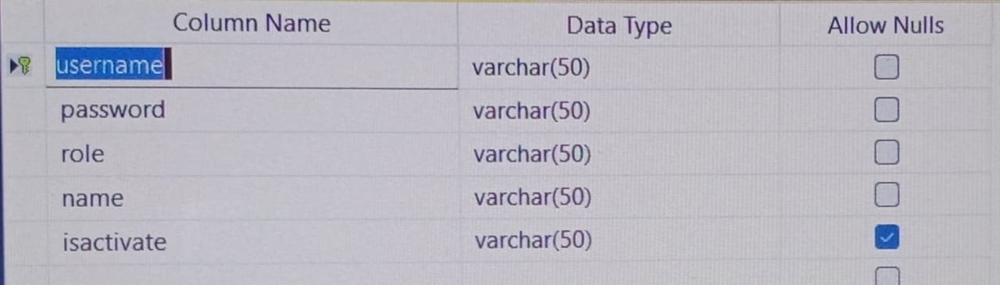 Column Name Data Type Allow Nulls
username varchar(50)
password varchar(50)
role varchar(50)
name varchar(50)
isactivate varchar(50)